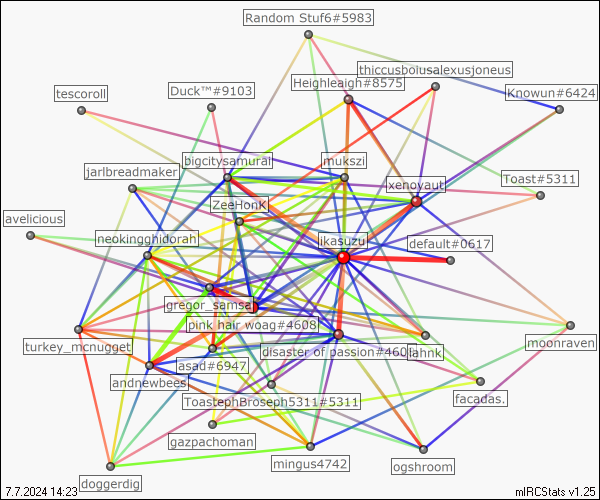 Random Stuf6#5983
thiccusboiusalexusjoneus
Heighleigh#8575
Duck™#9103
tescoroll
Knowun#6424
bigcitysamurai
mukszi
jarlbreadmaker
xenoyaut
Toast#5311
ZeeHonK
avelicious
neokingghidorah
ikasuzu
default#0617
gregor_samsa
pink hair woag#4608
turkey_mcnugget
disaster of passion#460
lahnk
moonraven
asad#6947
andnewbees
ToastephBroseph5311#5311
facadas.
gazpachoman
mingus4742
ogshroom
doggerdig
7.7.2024 14:23
mIRCStats v1.25